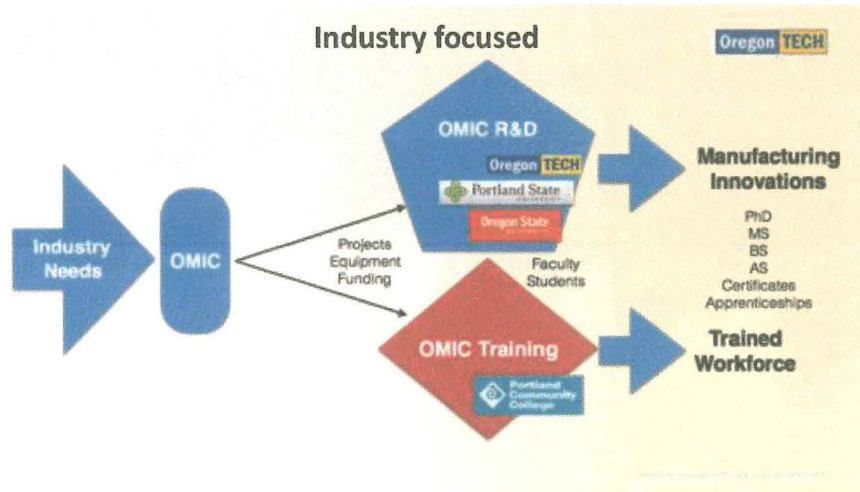 Industry focused
Oregon TECH
OMIC R&D
Oregon TECH
Portland State
UNIVERSITY
Oregon State
Industry
Needs
OMIC
Projects
Equipment
Funding
Faculty
Students
OMIC Training
Portland
Community
College
Manufacturing
Innovations
PhD
MS
BS
AS
Certificates
Apprenticeships
Trained
Workforce